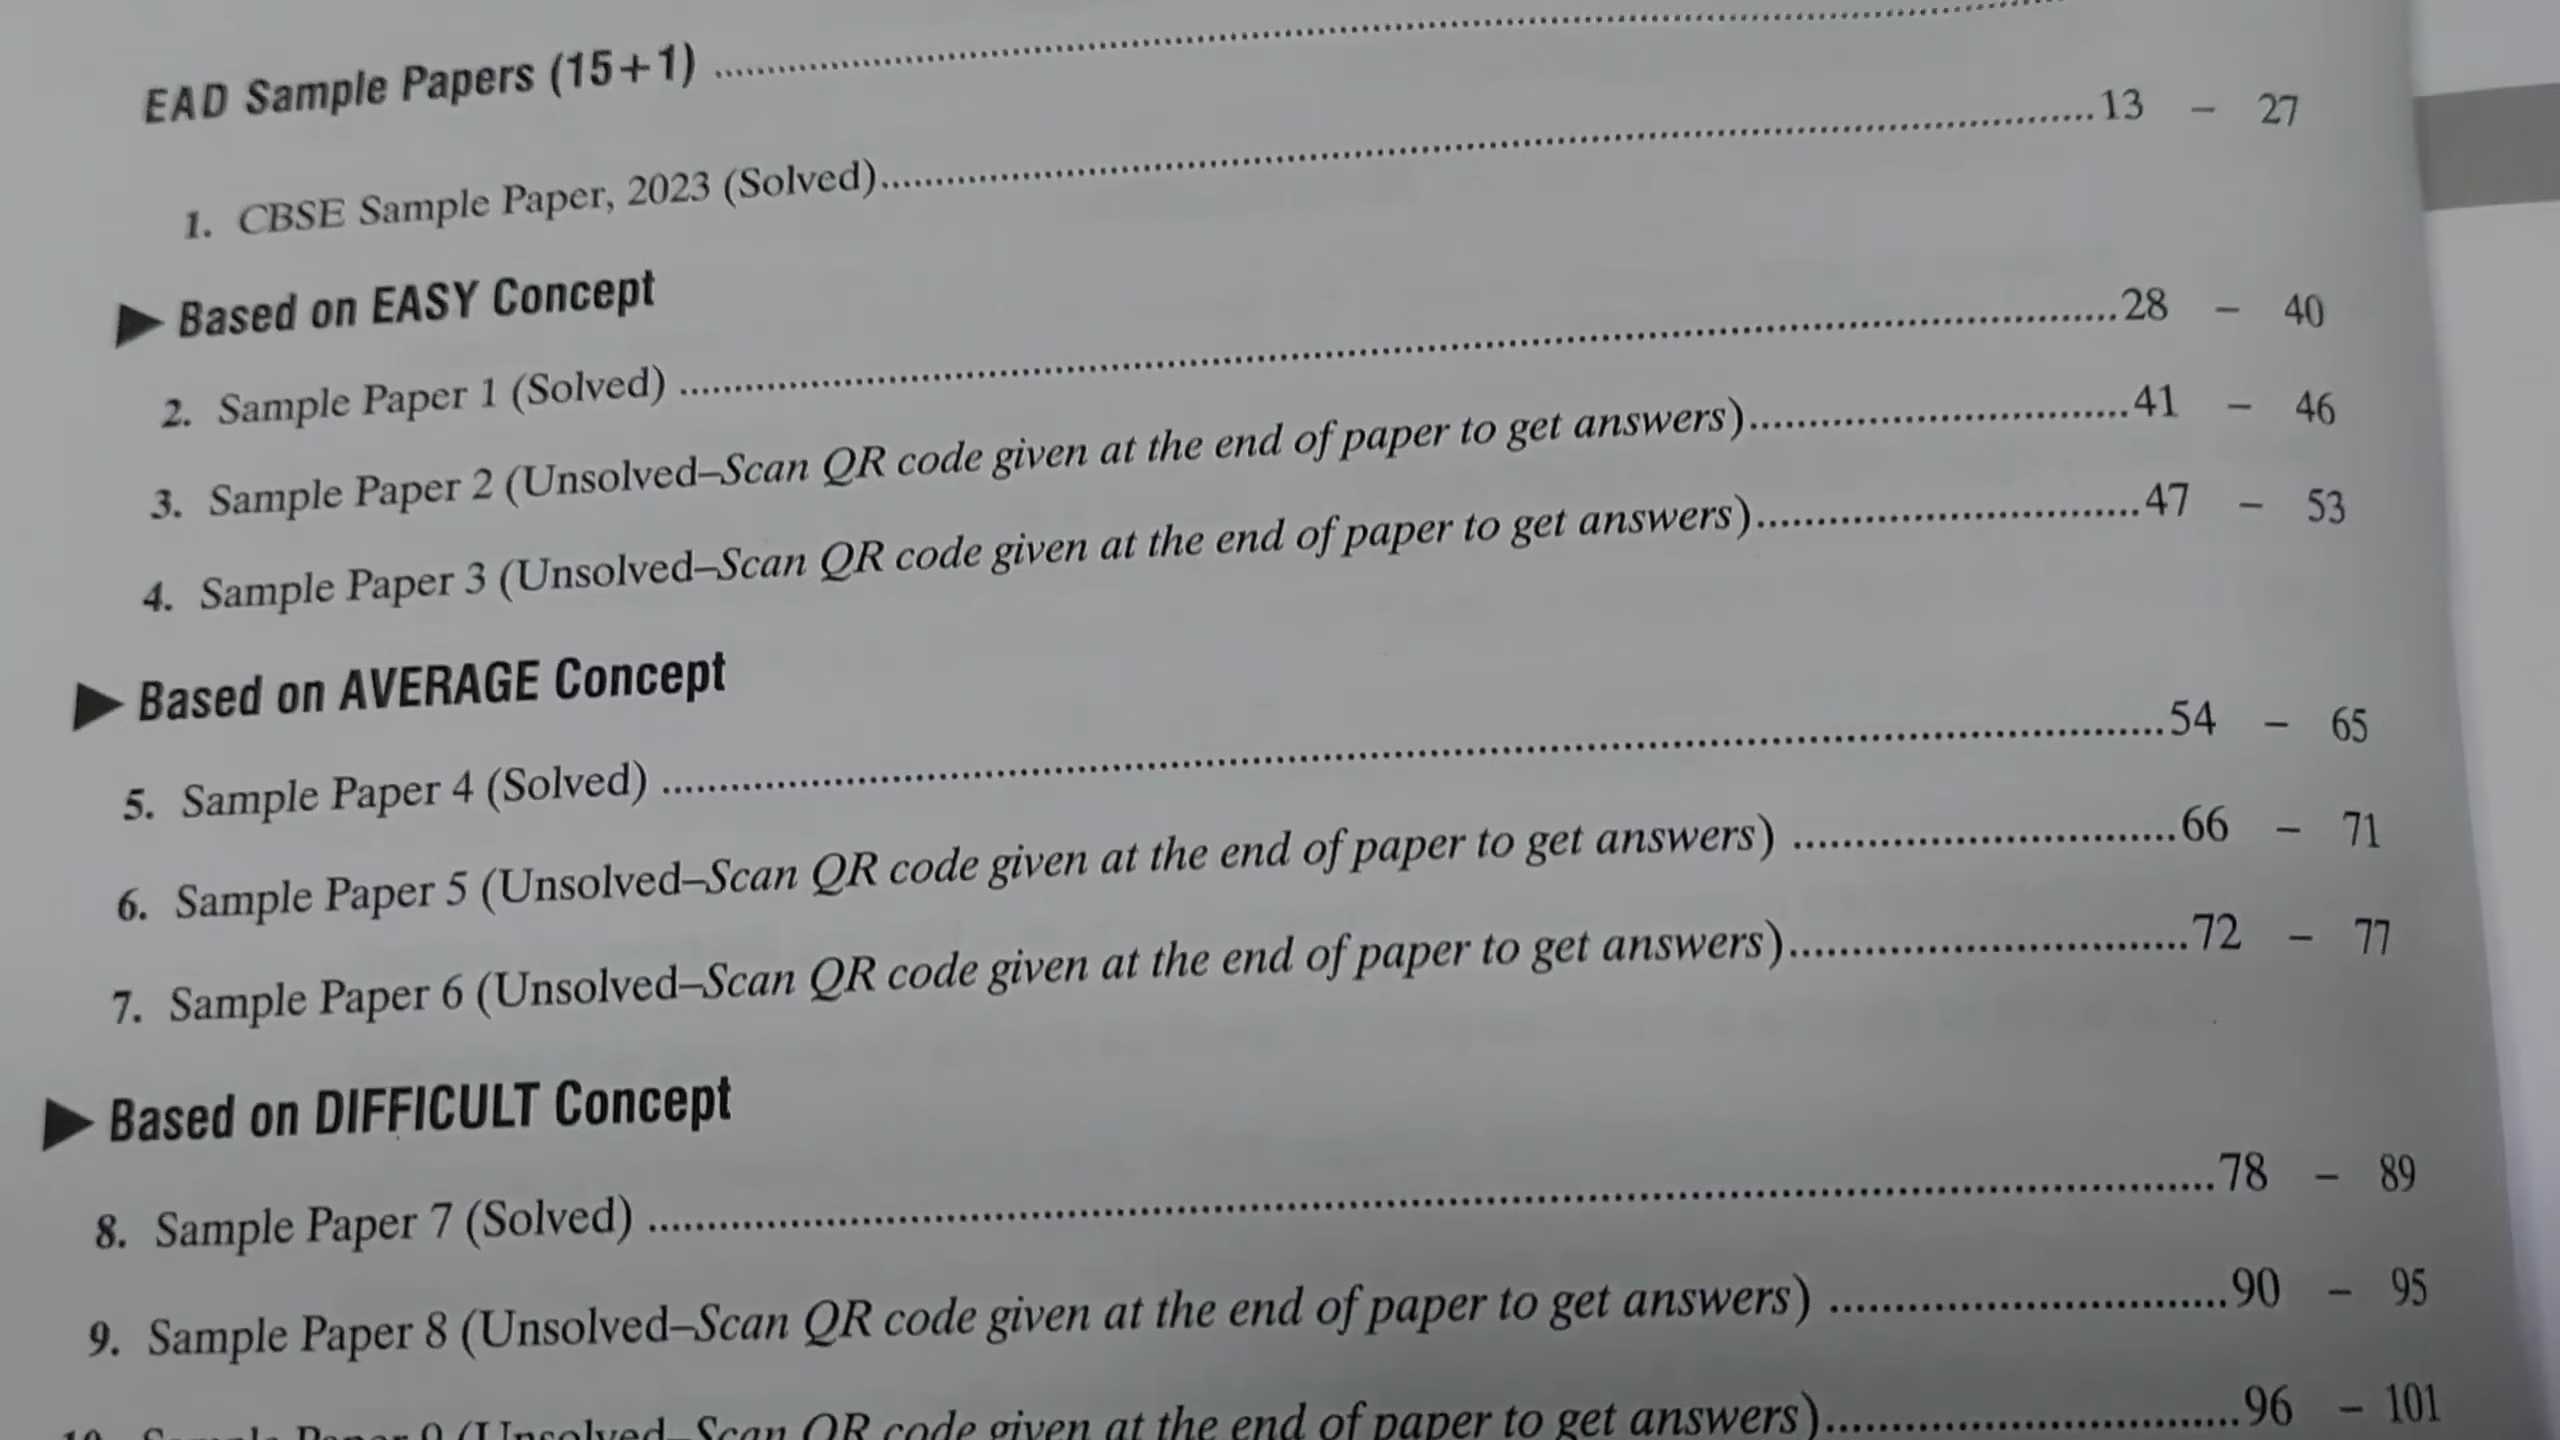 EAD Sample Papers (15+1) ........................................
1. CBSE Sample Paper, 2023 (Solved)........................................13 – 27
▶ Based on EASY Concept
2. Sample Paper 1 (Solved) ........................................28 – 40
3. Sample Paper 2 (Unsolved–Scan QR code given at the end of paper to get answers)..............................41 – 46
4. Sample Paper 3 (Unsolved–Scan QR code given at the end of paper to get answers)..............................47 – 53
▶ Based on AVERAGE Concept
5. Sample Paper 4 (Solved) ........................................54 – 65
6. Sample Paper 5 (Unsolved–Scan QR code given at the end of paper to get answers) ..............................66 – 71
7. Sample Paper 6 (Unsolved–Scan QR code given at the end of paper to get answers)..............................72 – 77
▶ Based on DIFFICULT Concept
8. Sample Paper 7 (Solved) ........................................78 – 89
9. Sample Paper 8 (Unsolved–Scan QR code given at the end of paper to get answers) ..............................90 – 95
10. Sample Paper 9 (Unsolved–Scan QR code given at the end of paper to get answers)..............................96 – 101